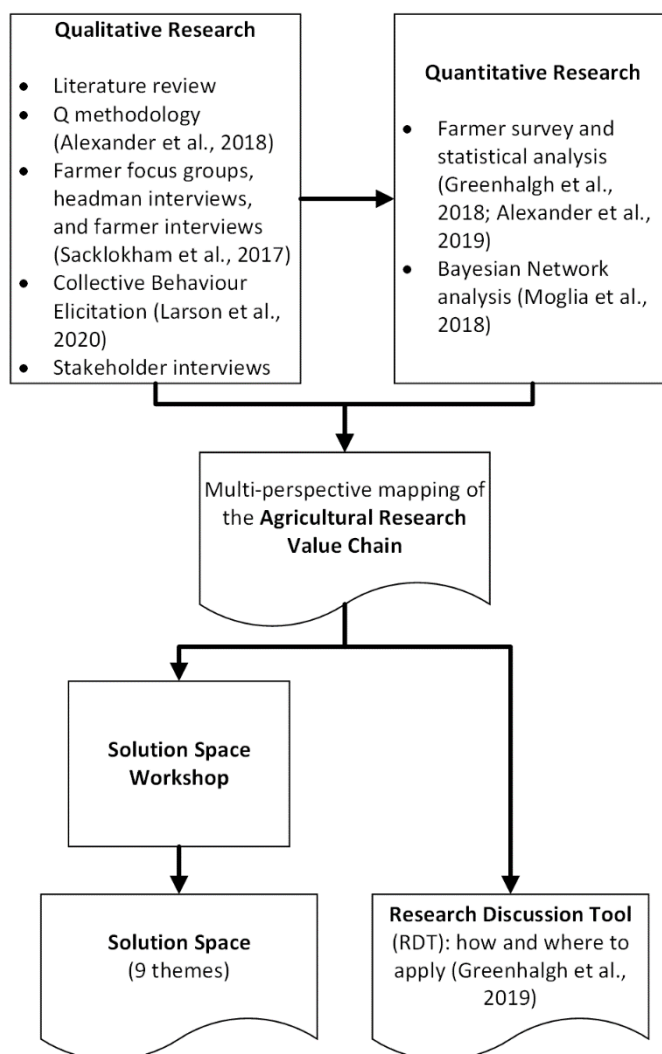 Qualitative Research
• Literature review
• Q methodology
(Alexander et al., 2018)
• Farmer focus groups,
headman interviews,
and farmer interviews
(Sacklokham et al., 2017)
• Collective Behaviour
Elicitation (Larson et al.,
2020)
• Stakeholder interviews
Quantitative Research
• Farmer survey and
statistical analysis
(Greenhalgh et al.,
2018; Alexander et al.,
2019)
• Bayesian Network
analysis (Moglia et al.,
2018)
Multi-perspective mapping of
the Agricultural Research
Value Chain
Solution Space
Workshop
Solution Space
(9 themes)
Research Discussion Tool
(RDT): how and where to
apply (Greenhalgh et al.,
2019)